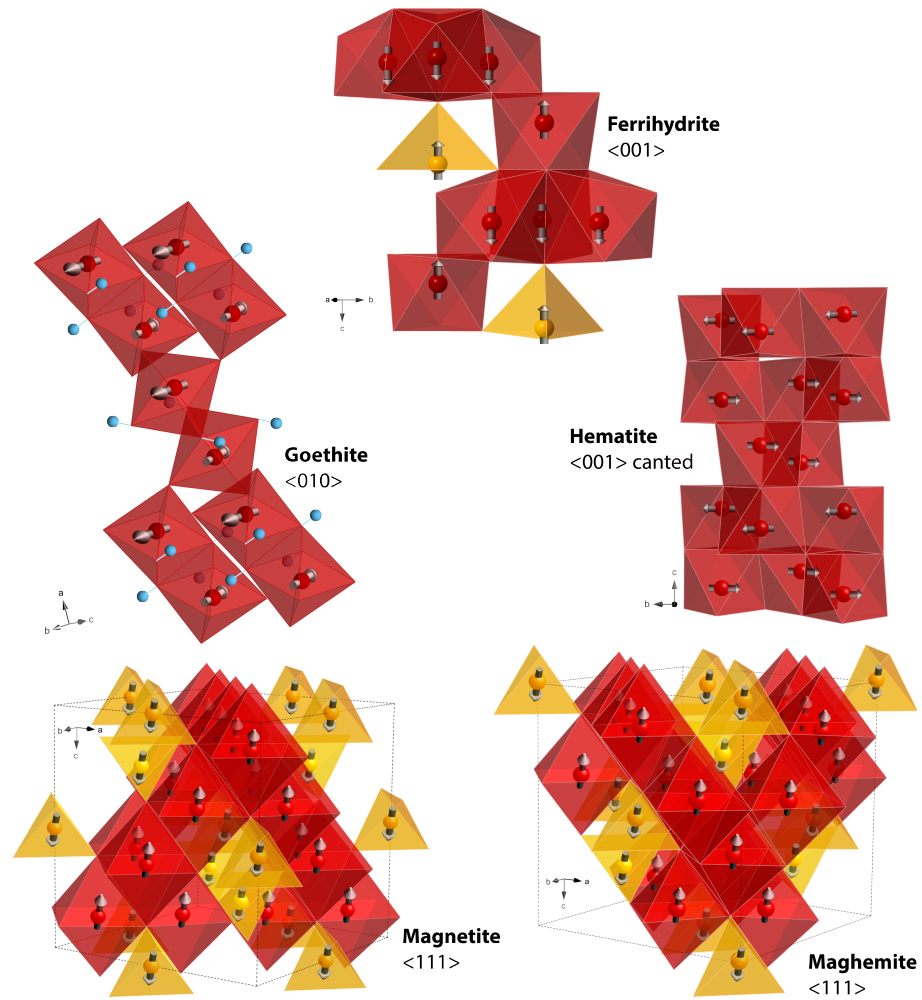 Ferrihydrite
<001>
a b
c
Goethite
<010>
Hematite
<001> canted
c
b
a
b c
b a
c
b a
c
Magnetite
<111>
Maghemite
<111>